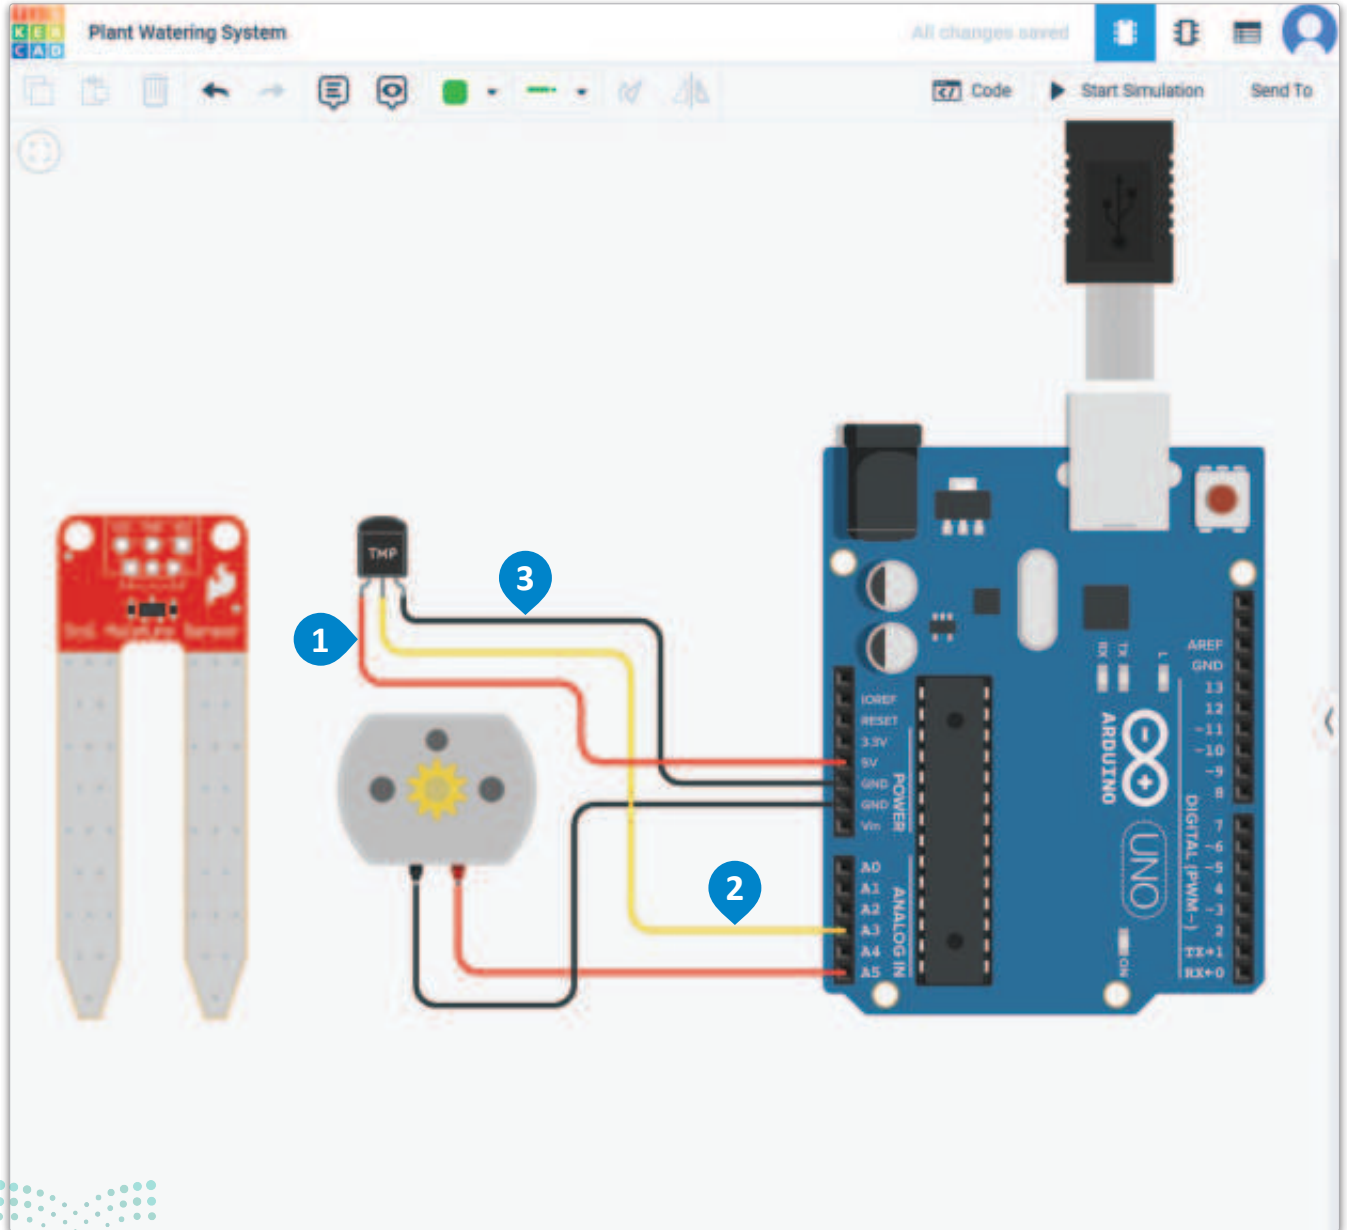 KER
CAD
Plant Watering System
All changes saved
Code
Start Simulation
Send To
TMP
3
1
2
IOREF
RESET
3.3V
5V
GND
GND
Vin
POWER
A0
A1
A2
A3
A4
A5
ANALOG IN
RX
TX
L
ARDUINO
UNO
ON
AREF
GND
13
12
~11
~10
~9
8
7
~6
~5
4
~3
2
TX→1
RX←0
DIGITAL (PWM~)